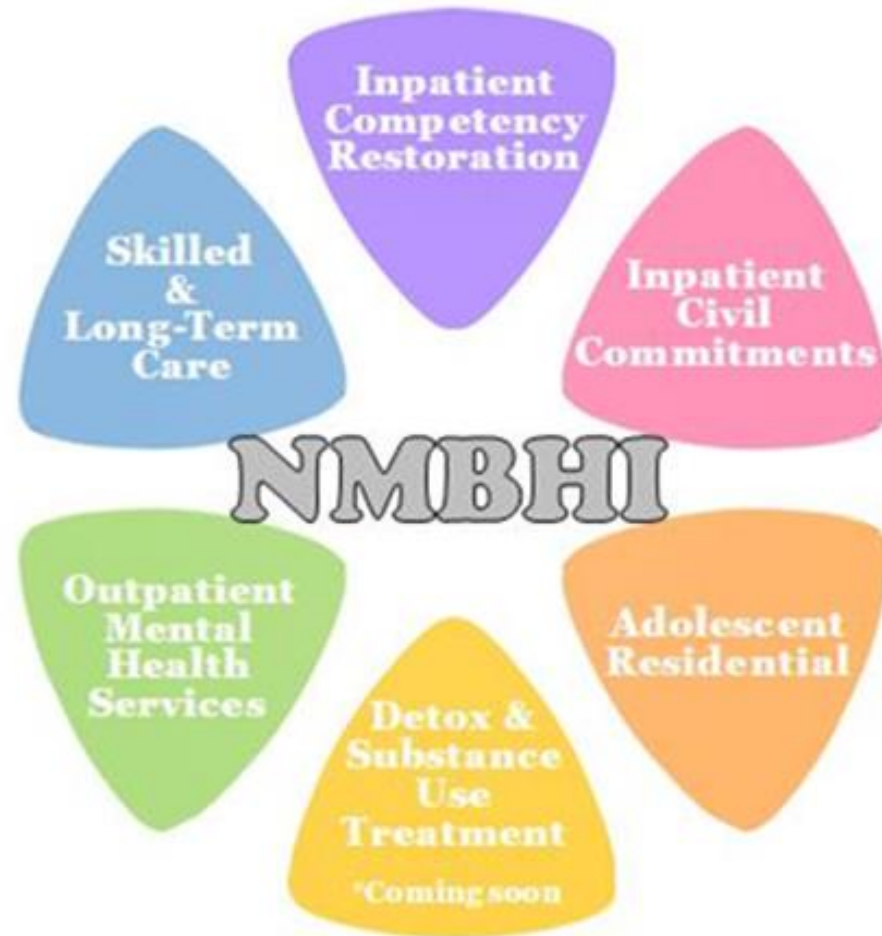 Inpatient
Competency
Restoration
Skilled
&
Long-Term
Care
Inpatient
Civil
Commitments
NMBHI
Outpatient
Mental
Health
Services
Adolescent
Residential
Detox &
Substance
Use
Treatment
*Coming soon